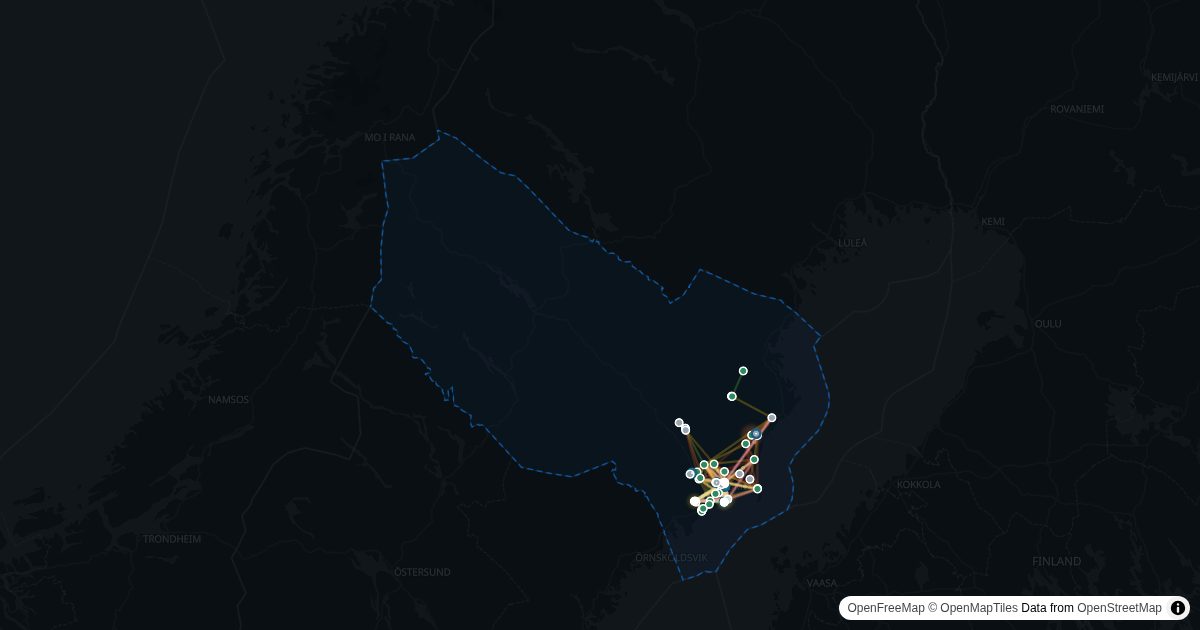 KEMIJÄRVI
ROVANIEMI
MO I RANA
KEMI
LULEÅ
OULU
NAMSOS
KOKKOLA
TRONDHEIM
ÖRNSKÖLDSVIK
FINLAND
ÖSTERSUND
VAASA
OpenFreeMap © OpenMapTiles Data from OpenStreetMap